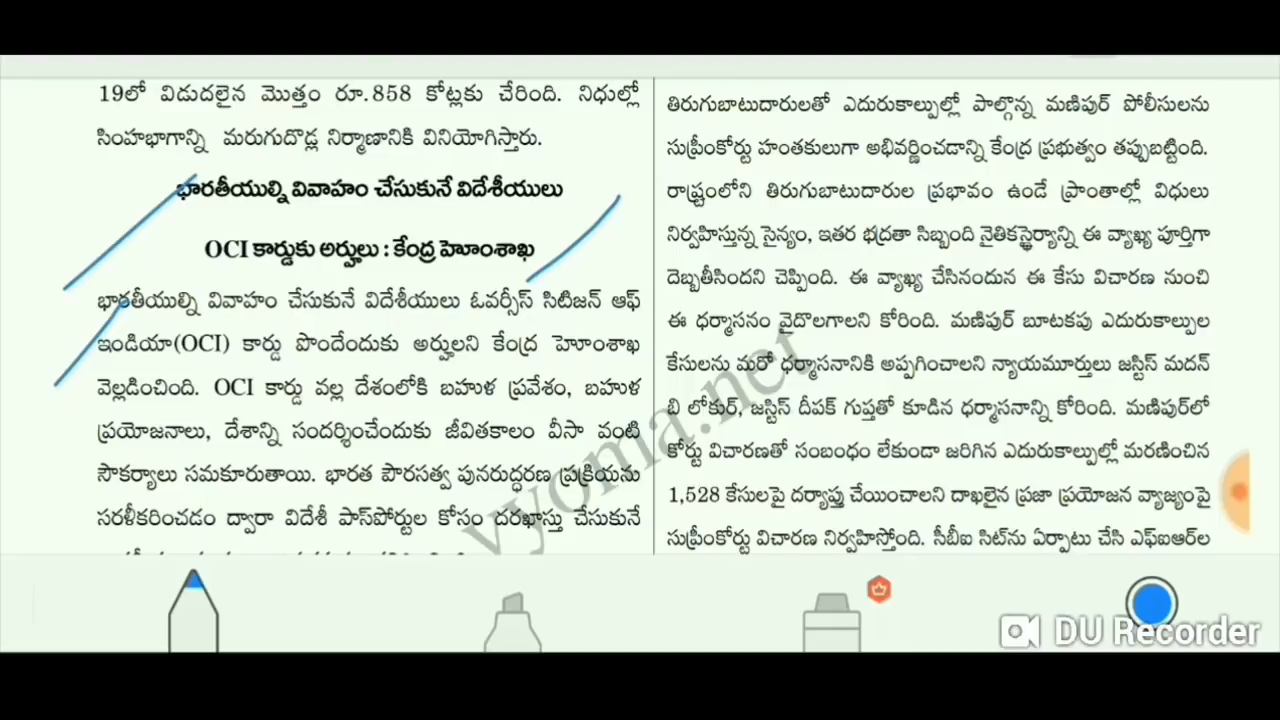 19లో విడుదలైన మొత్తం రూ.858 కోట్లకు చేరింది. నిధుల్లో
సింహభాగాన్ని మరుగుదొడ్ల నిర్మాణానికి వినియోగిస్తారు.
భారతీయుల్ని వివాహం చేసుకునే విదేశీయులు
OCI కార్డుకు అర్హులు : కేంద్ర హెూంశాఖ
భారతీయుల్ని వివాహం చేసుకునే విదేశీయులు ఓవర్సీస్ సిటిజన్ ఆఫ్
ఇండియా(OCI) కార్డు పొందేందుకు అర్హులని కేంద్ర హెూంశాఖ
వెల్లడించింది. OCI కార్డు వల్ల దేశంలోకి బహుళ ప్రవేశం, బహుళ
ప్రయోజనాలు, దేశాన్ని సందర్శించేందుకు జీవితకాలం వీసా వంటి
సౌకర్యాలు సమకూరుతాయి. భారత పౌరసత్వ పునరుద్ధరణ ప్రక్రియను
సరళీకరించడం ద్వారా విదేశీ పాస్‌పోర్టుల కోసం దరఖాస్తు చేసుకునే
తిరుగుబాటుదారులతో ఎదురుకాల్పుల్లో పాల్గొన్న మణిపుర్ పోలీసులను
సుప్రీంకోర్టు హంతకులుగా అభివర్ణించడాన్ని కేంద్ర ప్రభుత్వం తప్పుబట్టింది.
రాష్ట్రంలోని తిరుగుబాటుదారుల ప్రభావం ఉండే ప్రాంతాల్లో విధులు
నిర్వహిస్తున్న సైన్యం, ఇతర భద్రతా సిబ్బంది నైతికస్థైర్యాన్ని ఈ వ్యాఖ్య పూర్తిగా
దెబ్బతీసిందని చెప్పింది. ఈ వ్యాఖ్య చేసినందున ఈ కేసు విచారణ నుంచి
ఈ ధర్మాసనం వైదొలగాలని కోరింది. మణిపుర్ బూటకపు ఎదురుకాల్పుల
కేసులను మరో ధర్మాసనానికి అప్పగించాలని న్యాయమూర్తులు జస్టిస్ మదన్
బి లోకుర్, జస్టిస్ దీపక్ గుప్తతో కూడిన ధర్మాసనాన్ని కోరింది. మణిపుర్‌లో
కోర్టు విచారణతో సంబంధం లేకుండా జరిగిన ఎదురుకాల్పుల్లో మరణించిన
1,528 కేసులపై దర్యాప్తు చేయించాలని దాఖలైన ప్రజా ప్రయోజన వ్యాజ్యంపై
సుప్రీంకోర్టు విచారణ నిర్వహిస్తోంది. సీబీఐ సిట్‌ను ఏర్పాటు చేసి ఎఫ్ఐఆర్‌ల
vyoma.net
DU Recorder